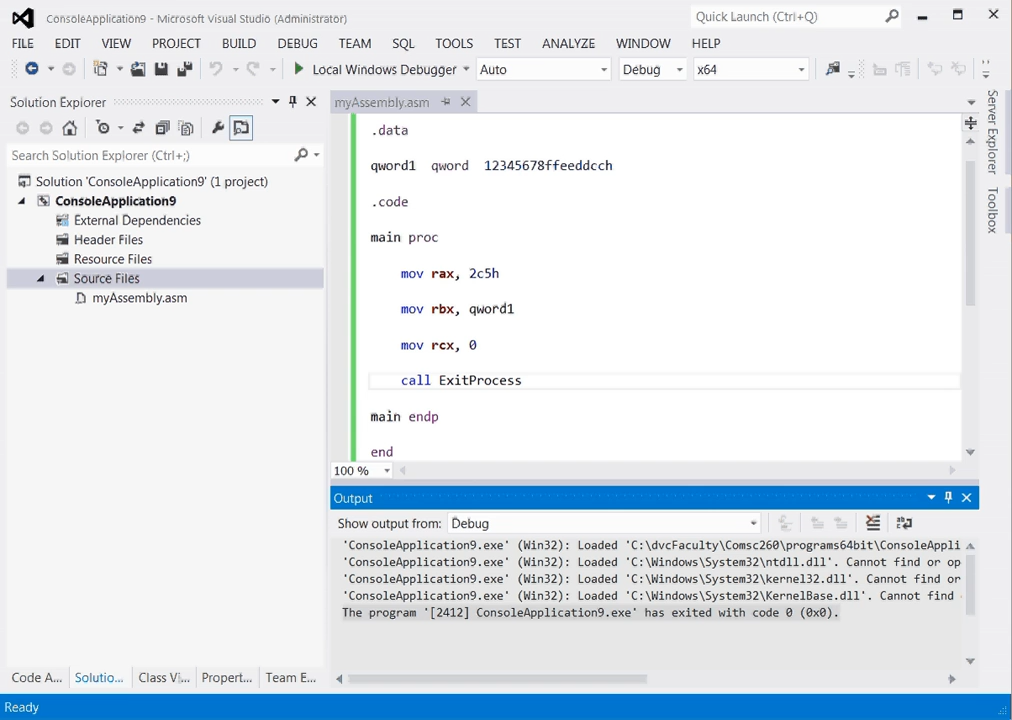 ConsoleApplication9 - Microsoft Visual Studio (Administrator)
Quick Launch (Ctrl+Q)
FILE EDIT VIEW PROJECT BUILD DEBUG TEAM SQL TOOLS TEST ANALYZE WINDOW HELP
Local Windows Debugger Auto Debug x64
Solution Explorer
Search Solution Explorer (Ctrl+;)
Solution 'ConsoleApplication9' (1 project)
ConsoleApplication9
External Dependencies
Header Files
Resource Files
Source Files
myAssembly.asm
Code A... Solutio... Class Vi... Propert... Team E...
myAssembly.asm
.data
qword1 qword 12345678ffeeddcch
.code
main proc
mov rax, 2c5h
mov rbx, qword1
mov rcx, 0
call ExitProcess
main endp
end
100 %
Output
Show output from: Debug
'ConsoleApplication9.exe' (Win32): Loaded 'C:\dvcFaculty\Comsc260\programs64bit\ConsoleAppli
'ConsoleApplication9.exe' (Win32): Loaded 'C:\Windows\System32\ntdll.dll'. Cannot find or op
'ConsoleApplication9.exe' (Win32): Loaded 'C:\Windows\System32\kernel32.dll'. Cannot find or
'ConsoleApplication9.exe' (Win32): Loaded 'C:\Windows\System32\KernelBase.dll'. Cannot find
The program '[2412] ConsoleApplication9.exe' has exited with code 0 (0x0).
Server Explorer
Toolbox
Ready